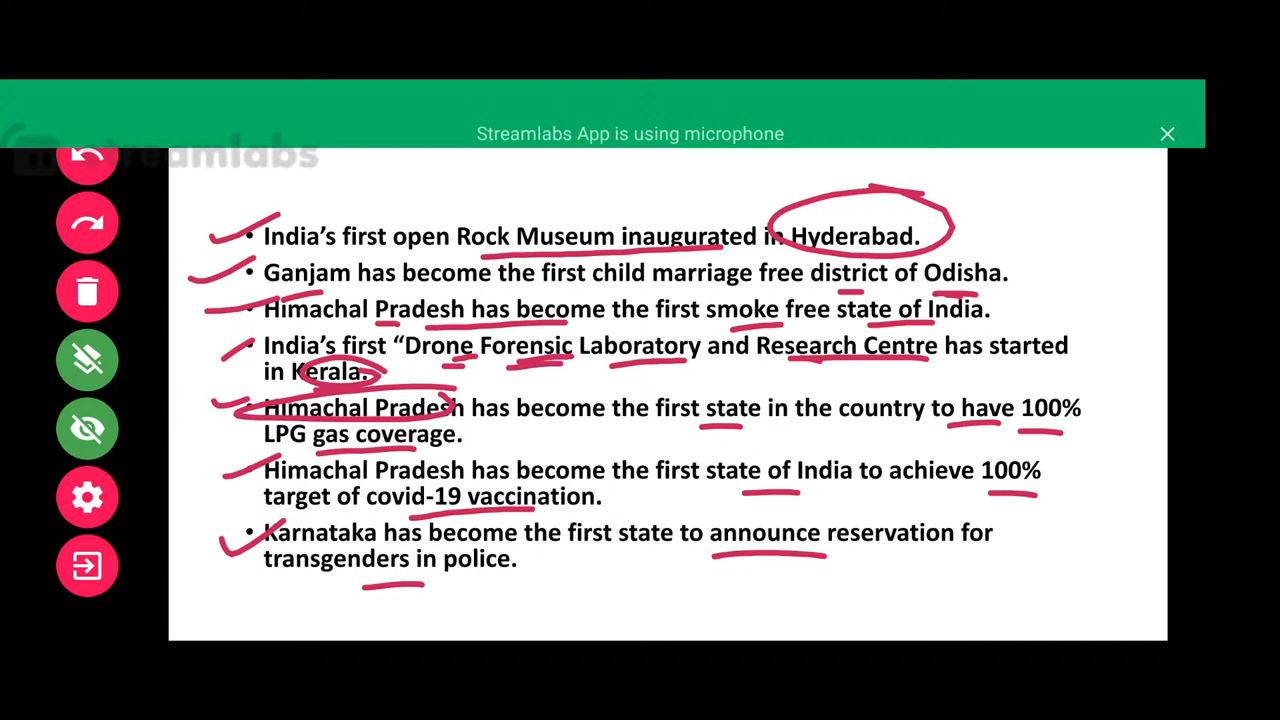 Streamlabs App is using microphone
streamlabs
• India's first open Rock Museum inaugurated in Hyderabad.
• Ganjam has become the first child marriage free district of Odisha.
• Himachal Pradesh has become the first smoke free state of India.
• India's first “Drone Forensic Laboratory and Research Centre has started
in Kerala.
• Himachal Pradesh has become the first state in the country to have 100%
LPG gas coverage.
• Himachal Pradesh has become the first state of India to achieve 100%
target of covid-19 vaccination.
• Karnataka has become the first state to announce reservation for
transgenders in police.